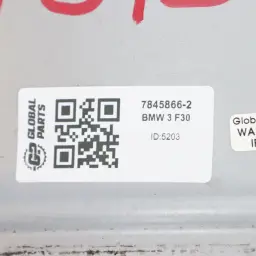 GLOBAL
PARTS
7845866-2
BMW 3 F30
ID:5203
Glob
WA